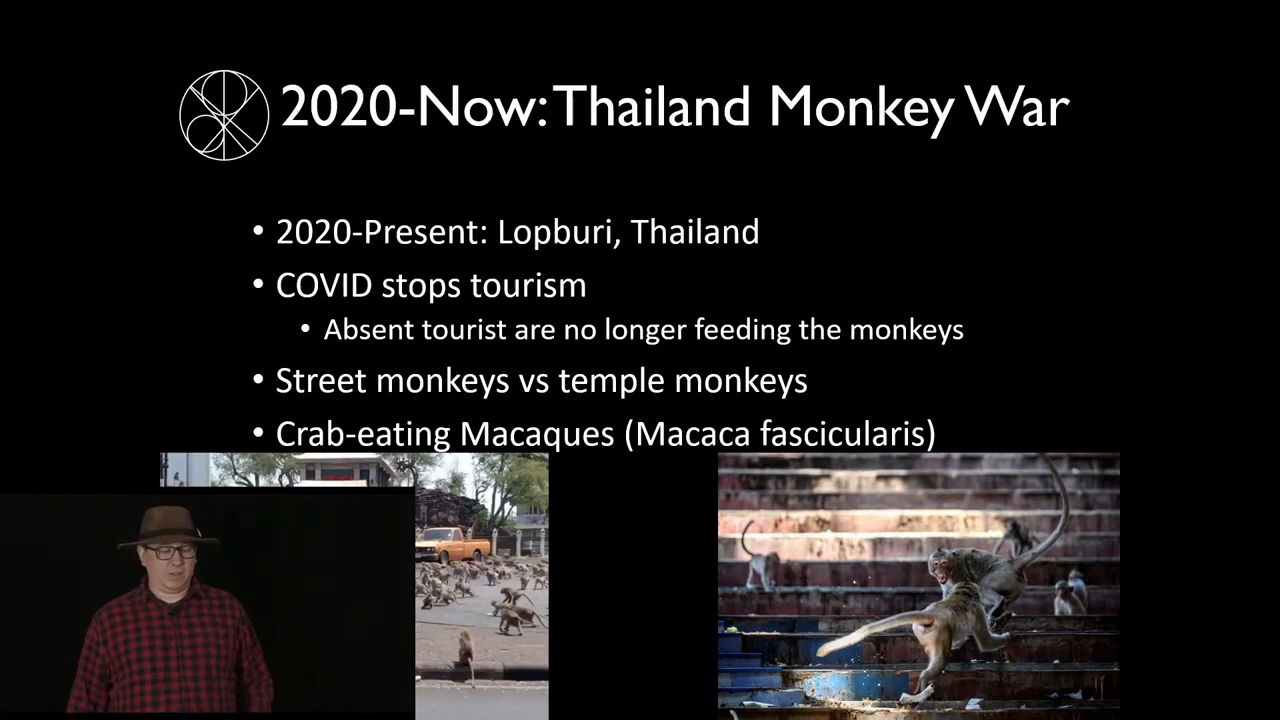 2020-Now: Thailand Monkey War
• 2020-Present: Lopburi, Thailand
• COVID stops tourism
• Absent tourist are no longer feeding the monkeys
• Street monkeys vs temple monkeys
• Crab-eating Macaques (Macaca fascicularis)